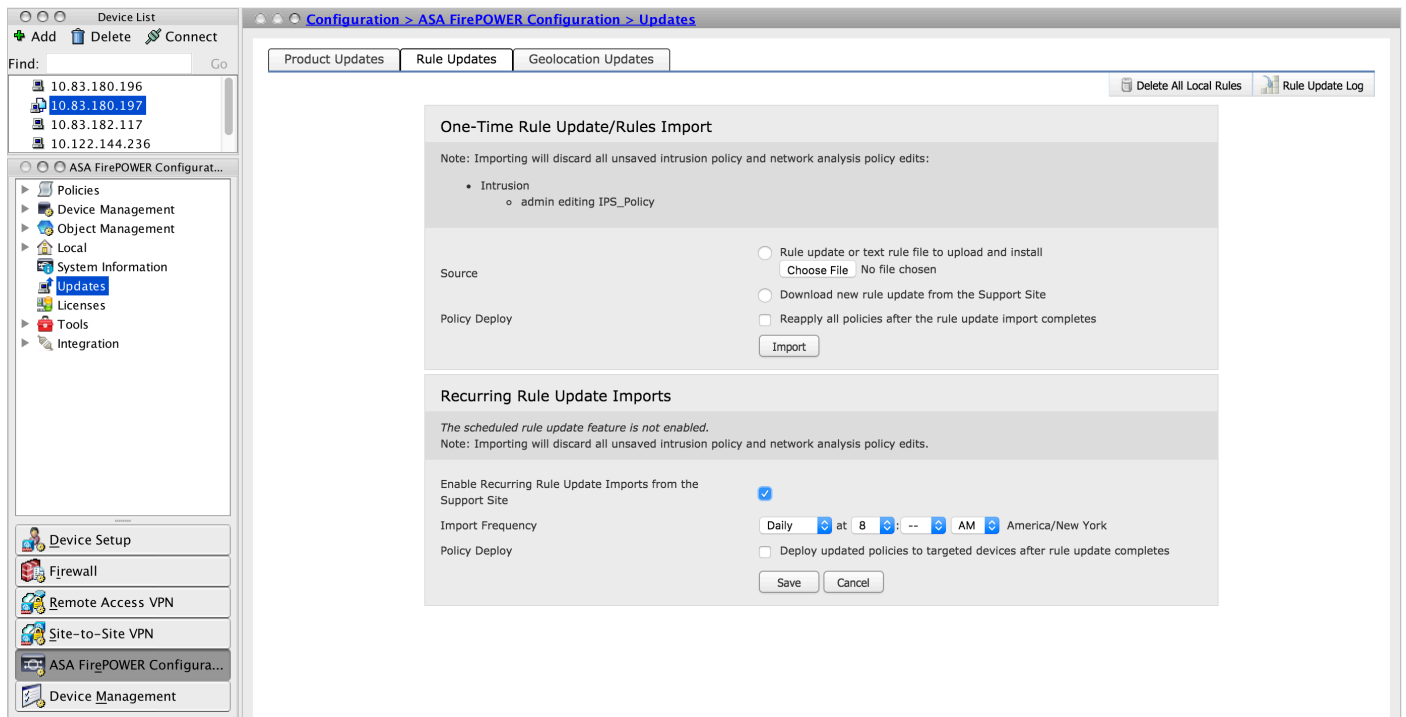 Device List
Add Delete Connect
Find: Go
10.83.180.196
10.83.180.197
10.83.182.117
10.122.144.236
ASA FirePOWER Configurat...
Policies
Device Management
Object Management
Local
System Information
Updates
Licenses
Tools
Integration
Device Setup
Firewall
Remote Access VPN
Site-to-Site VPN
ASA FirePOWER Configura...
Device Management
Configuration > ASA FirePOWER Configuration > Updates
Product Updates Rule Updates Geolocation Updates
Delete All Local Rules Rule Update Log
One-Time Rule Update/Rules Import
Note: Importing will discard all unsaved intrusion policy and network analysis policy edits:
• Intrusion
o admin editing IPS_Policy
Source
Rule update or text rule file to upload and install
Choose File No file chosen
Download new rule update from the Support Site
Policy Deploy Reapply all policies after the rule update import completes
Import
Recurring Rule Update Imports
The scheduled rule update feature is not enabled.
Note: Importing will discard all unsaved intrusion policy and network analysis policy edits.
Enable Recurring Rule Update Imports from the
Support Site
Import Frequency Daily at 8 : -- AM America/New York
Policy Deploy Deploy updated policies to targeted devices after rule update completes
Save Cancel